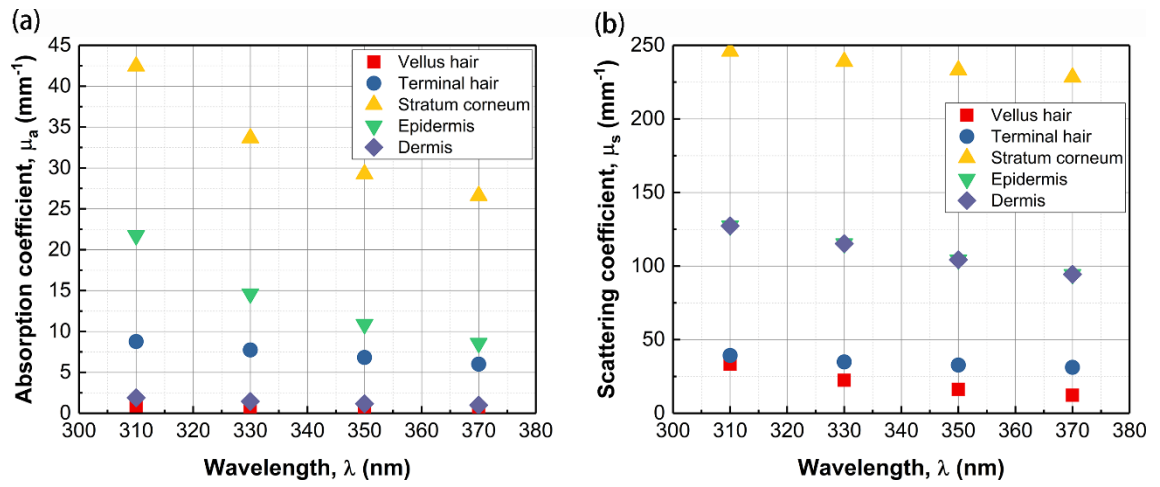 (a)
Absorption coefficient, μa (mm-1)
45
40
35
30
25
20
15
10
5
0
Vellus hair
Terminal hair
Stratum corneum
Epidermis
Dermis
300 310 320 330 340 350 360 370 380
Wavelength, λ (nm)
(b)
Scattering coefficient, μs (mm-1)
250
200
150
100
50
0
Vellus hair
Terminal hair
Stratum corneum
Epidermis
Dermis
300 310 320 330 340 350 360 370 380
Wavelength, λ (nm)